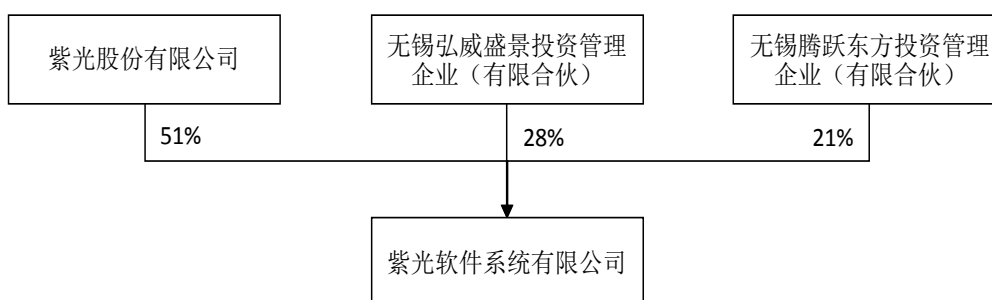 紫光股份有限公司
无锡弘威盛景投资管理
企业（有限合伙）
无锡腾跃东方投资管理
企业（有限合伙）
51%
28%
21%
紫光软件系统有限公司